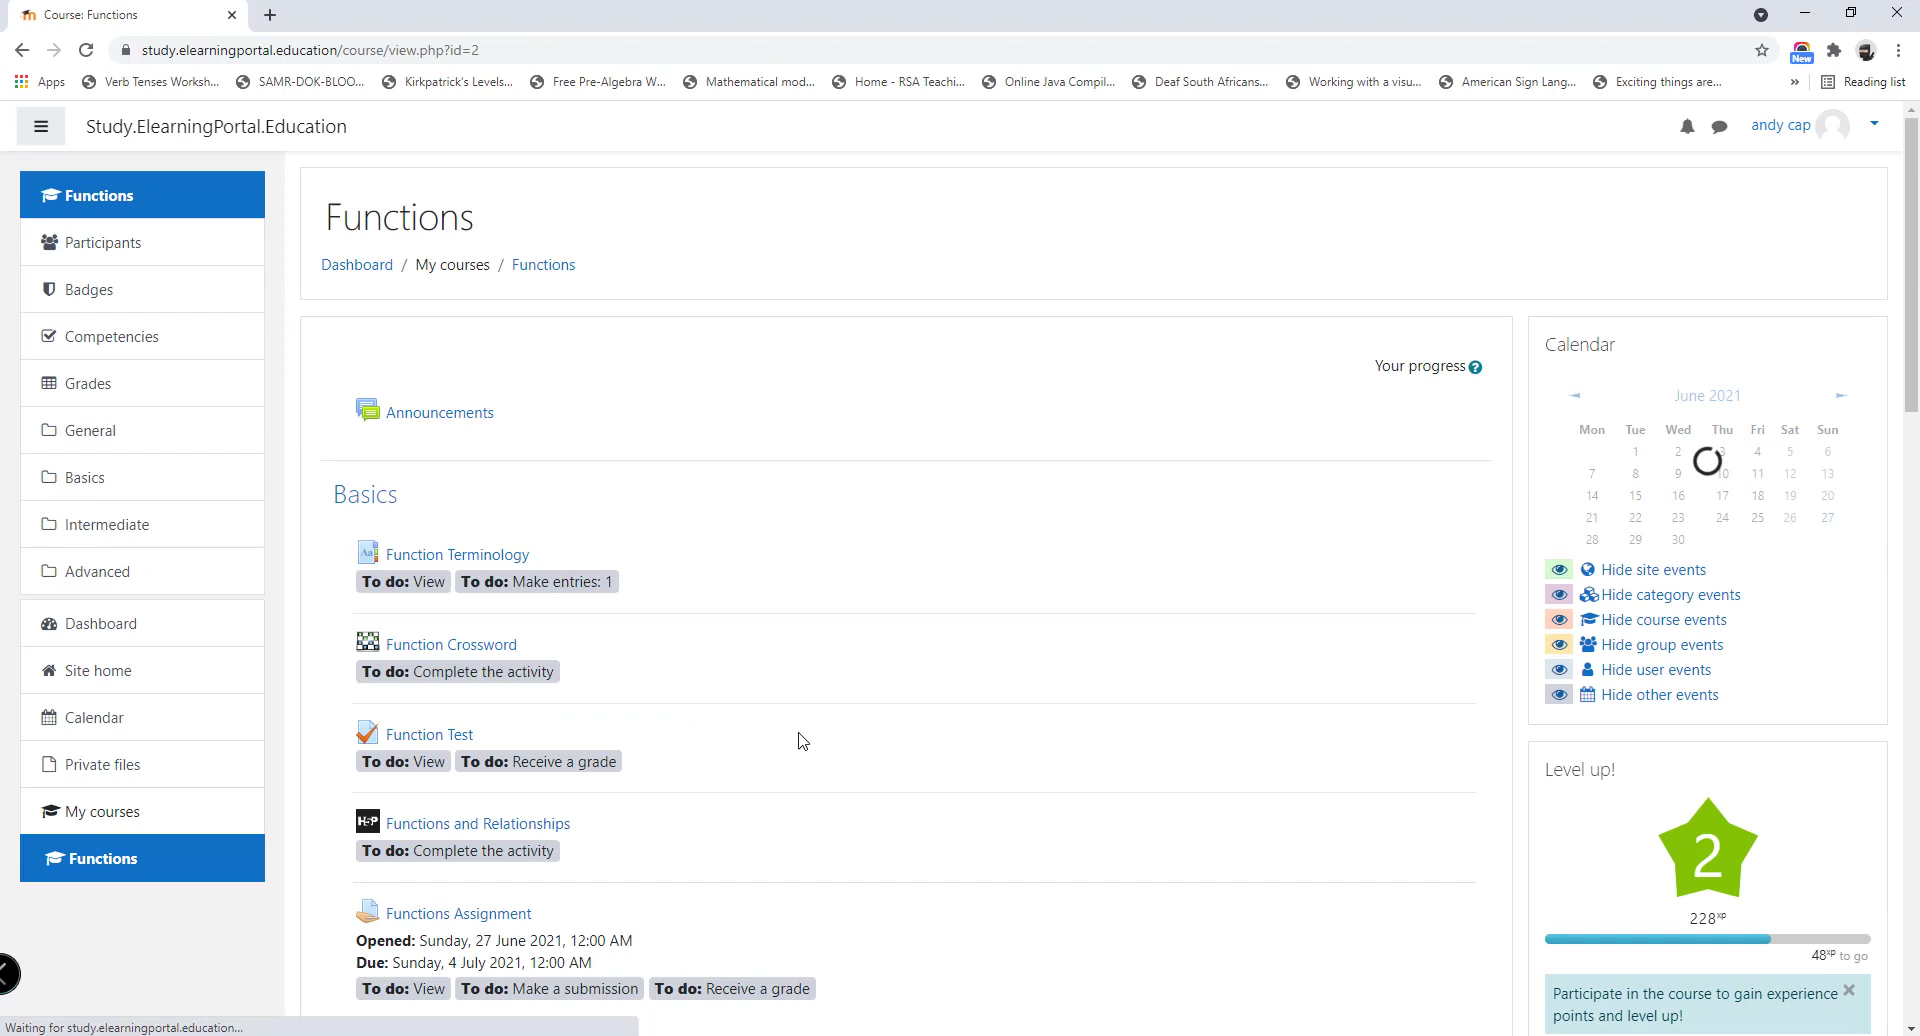 Course: Functions
study.elearningportal.education/course/view.php?id=2
New
Apps
Verb Tenses Worksh...
SAMR-DOK-BLOO...
Kirkpatrick's Levels...
Free Pre-Algebra W...
Mathematical mod...
Home - RSA Teachi...
Online Java Compil...
Deaf South Africans...
Working with a visu...
American Sign Lang...
Exciting things are...
»
Reading list
Study.ElearningPortal.Education
andy cap
Functions
Participants
Badges
Competencies
Grades
General
Basics
Intermediate
Advanced
Dashboard
Site home
Calendar
Private files
My courses
Functions
Functions
Dashboard / My courses / Functions
Your progress
Announcements
Basics
Function Terminology
To do: View To do: Make entries: 1
Function Crossword
To do: Complete the activity
Function Test
To do: View To do: Receive a grade
H-P Functions and Relationships
To do: Complete the activity
Functions Assignment
Opened: Sunday, 27 June 2021, 12:00 AM
Due: Sunday, 4 July 2021, 12:00 AM
To do: View To do: Make a submission To do: Receive a grade
Calendar
◄ June 2021 ►
Mon Tue Wed Thu Fri Sat Sun
1 2 3 4 5 6
7 8 9 10 11 12 13
14 15 16 17 18 19 20
21 22 23 24 25 26 27
28 29 30
Hide site events
Hide category events
Hide course events
Hide group events
Hide user events
Hide other events
Level up!
2
228xp
48xp to go
Participate in the course to gain experience
points and level up!
Waiting for study.elearningportal.education...